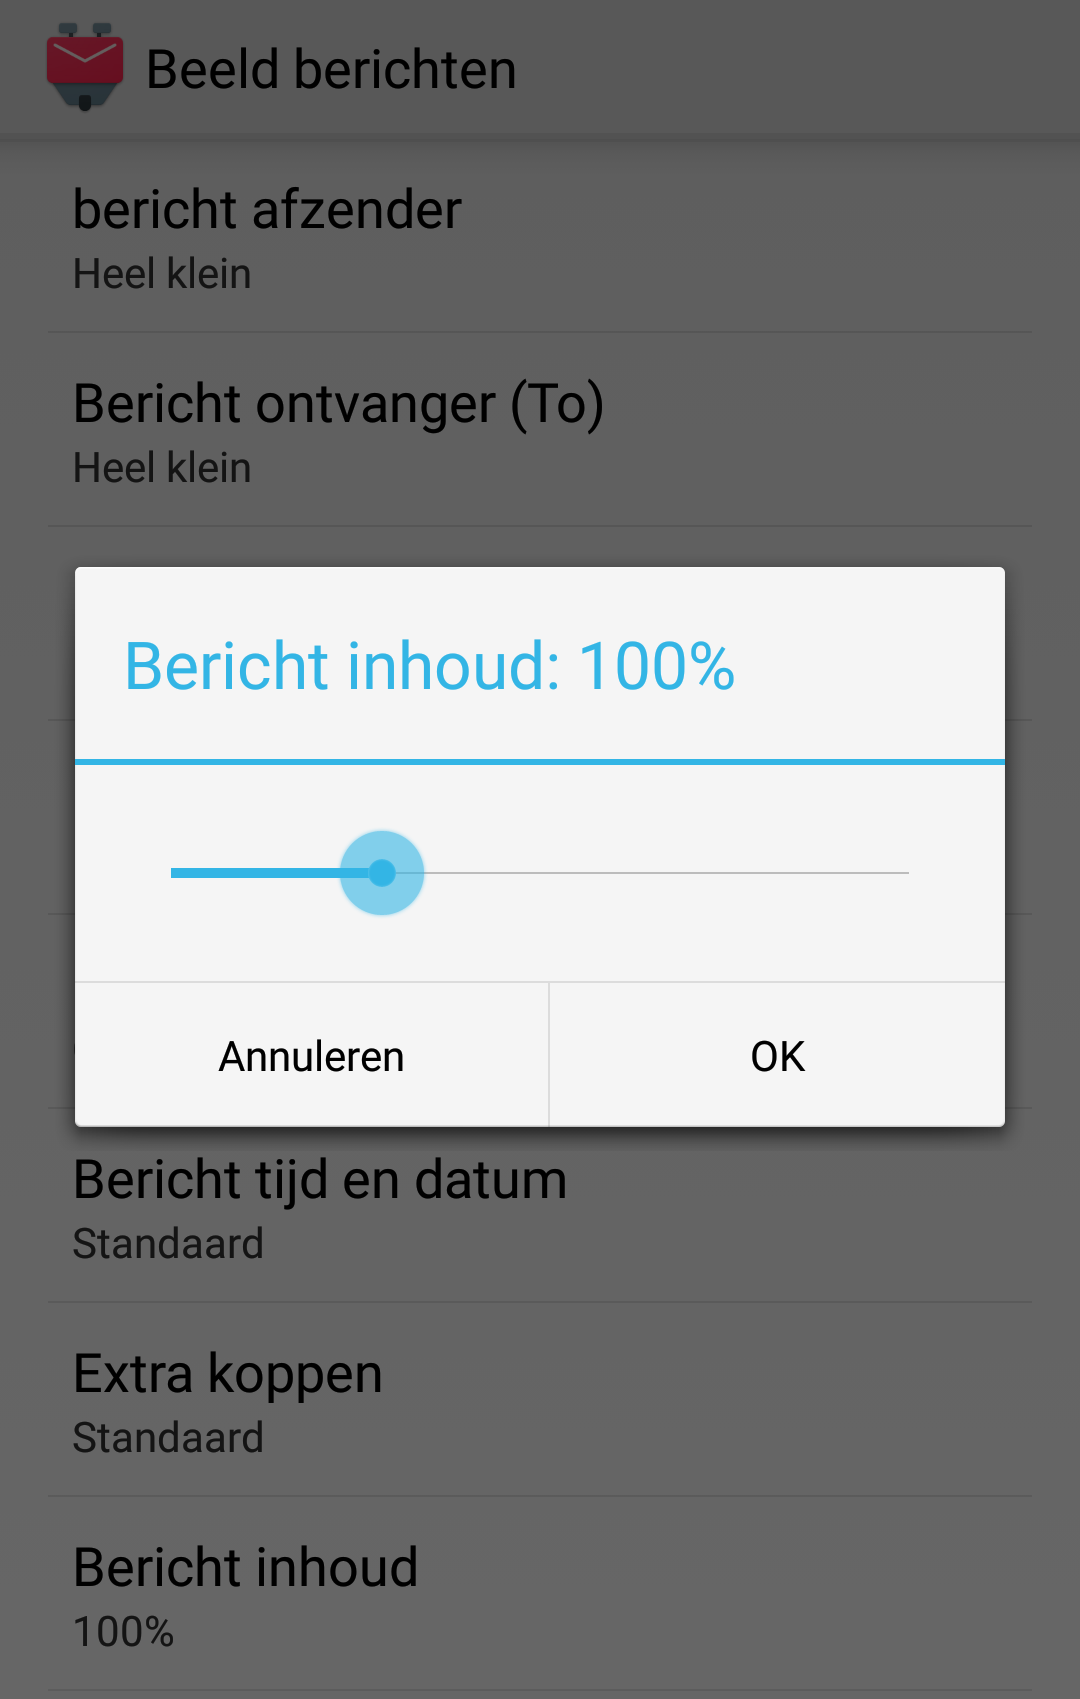 Beeld berichten
bericht afzender
Heel klein
Bericht ontvanger (To)
Heel klein
Bericht inhoud: 100%
Annuleren
OK
Bericht tijd en datum
Standaard
Extra koppen
Standaard
Bericht inhoud
100%